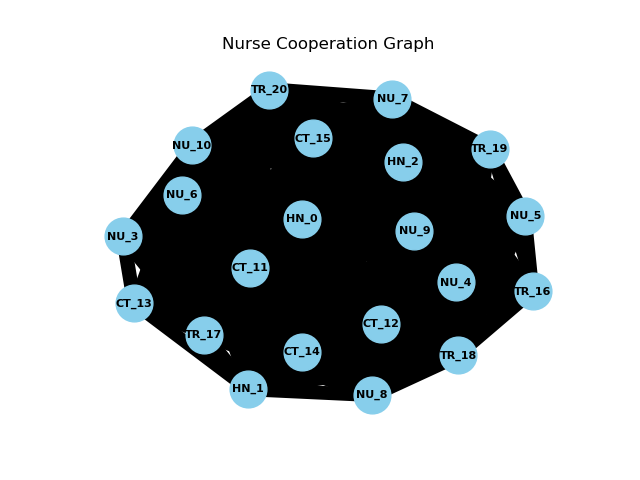 Nurse Cooperation Graph
TR_20
NU_7
CT_15
NU_10
TR_19
HN_2
NU_6
NU_5
HN_0
NU_9
NU_3
CT_11
NU_4
TR_16
CT_13
CT_12
TR_17
CT_14
TR_18
HN_1
NU_8